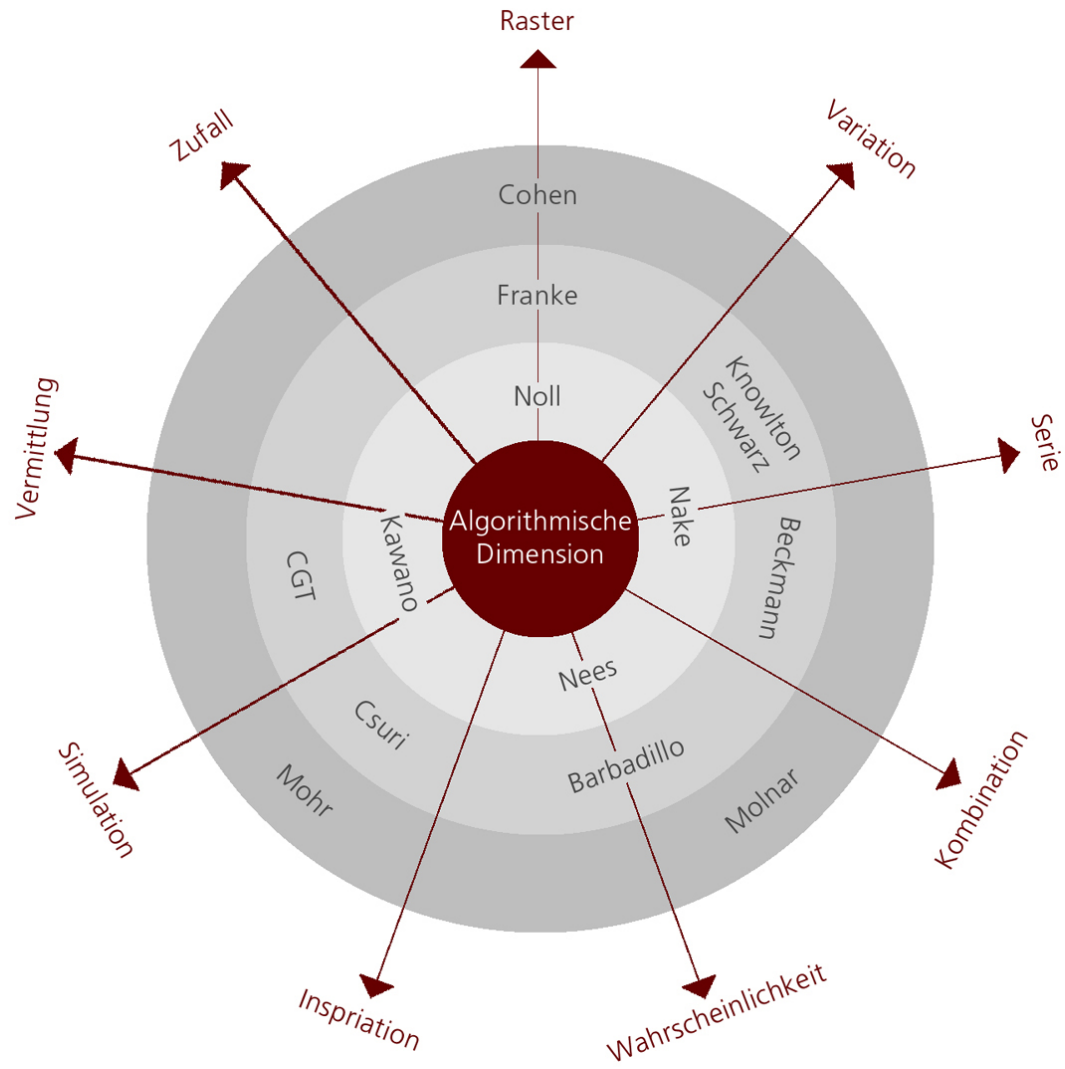 Raster
Zufall
Variation
Cohen
Franke
Knowlton
Schwarz
Noll
Vermittlung
Serie
Nake
Kawano
Algorithmische
Dimension
CGT
Beckmann
Nees
Csuri
Barbadillo
Simulation
Mohr
Molnar
Kombination
Inspriation
Wahrscheinlichkeit